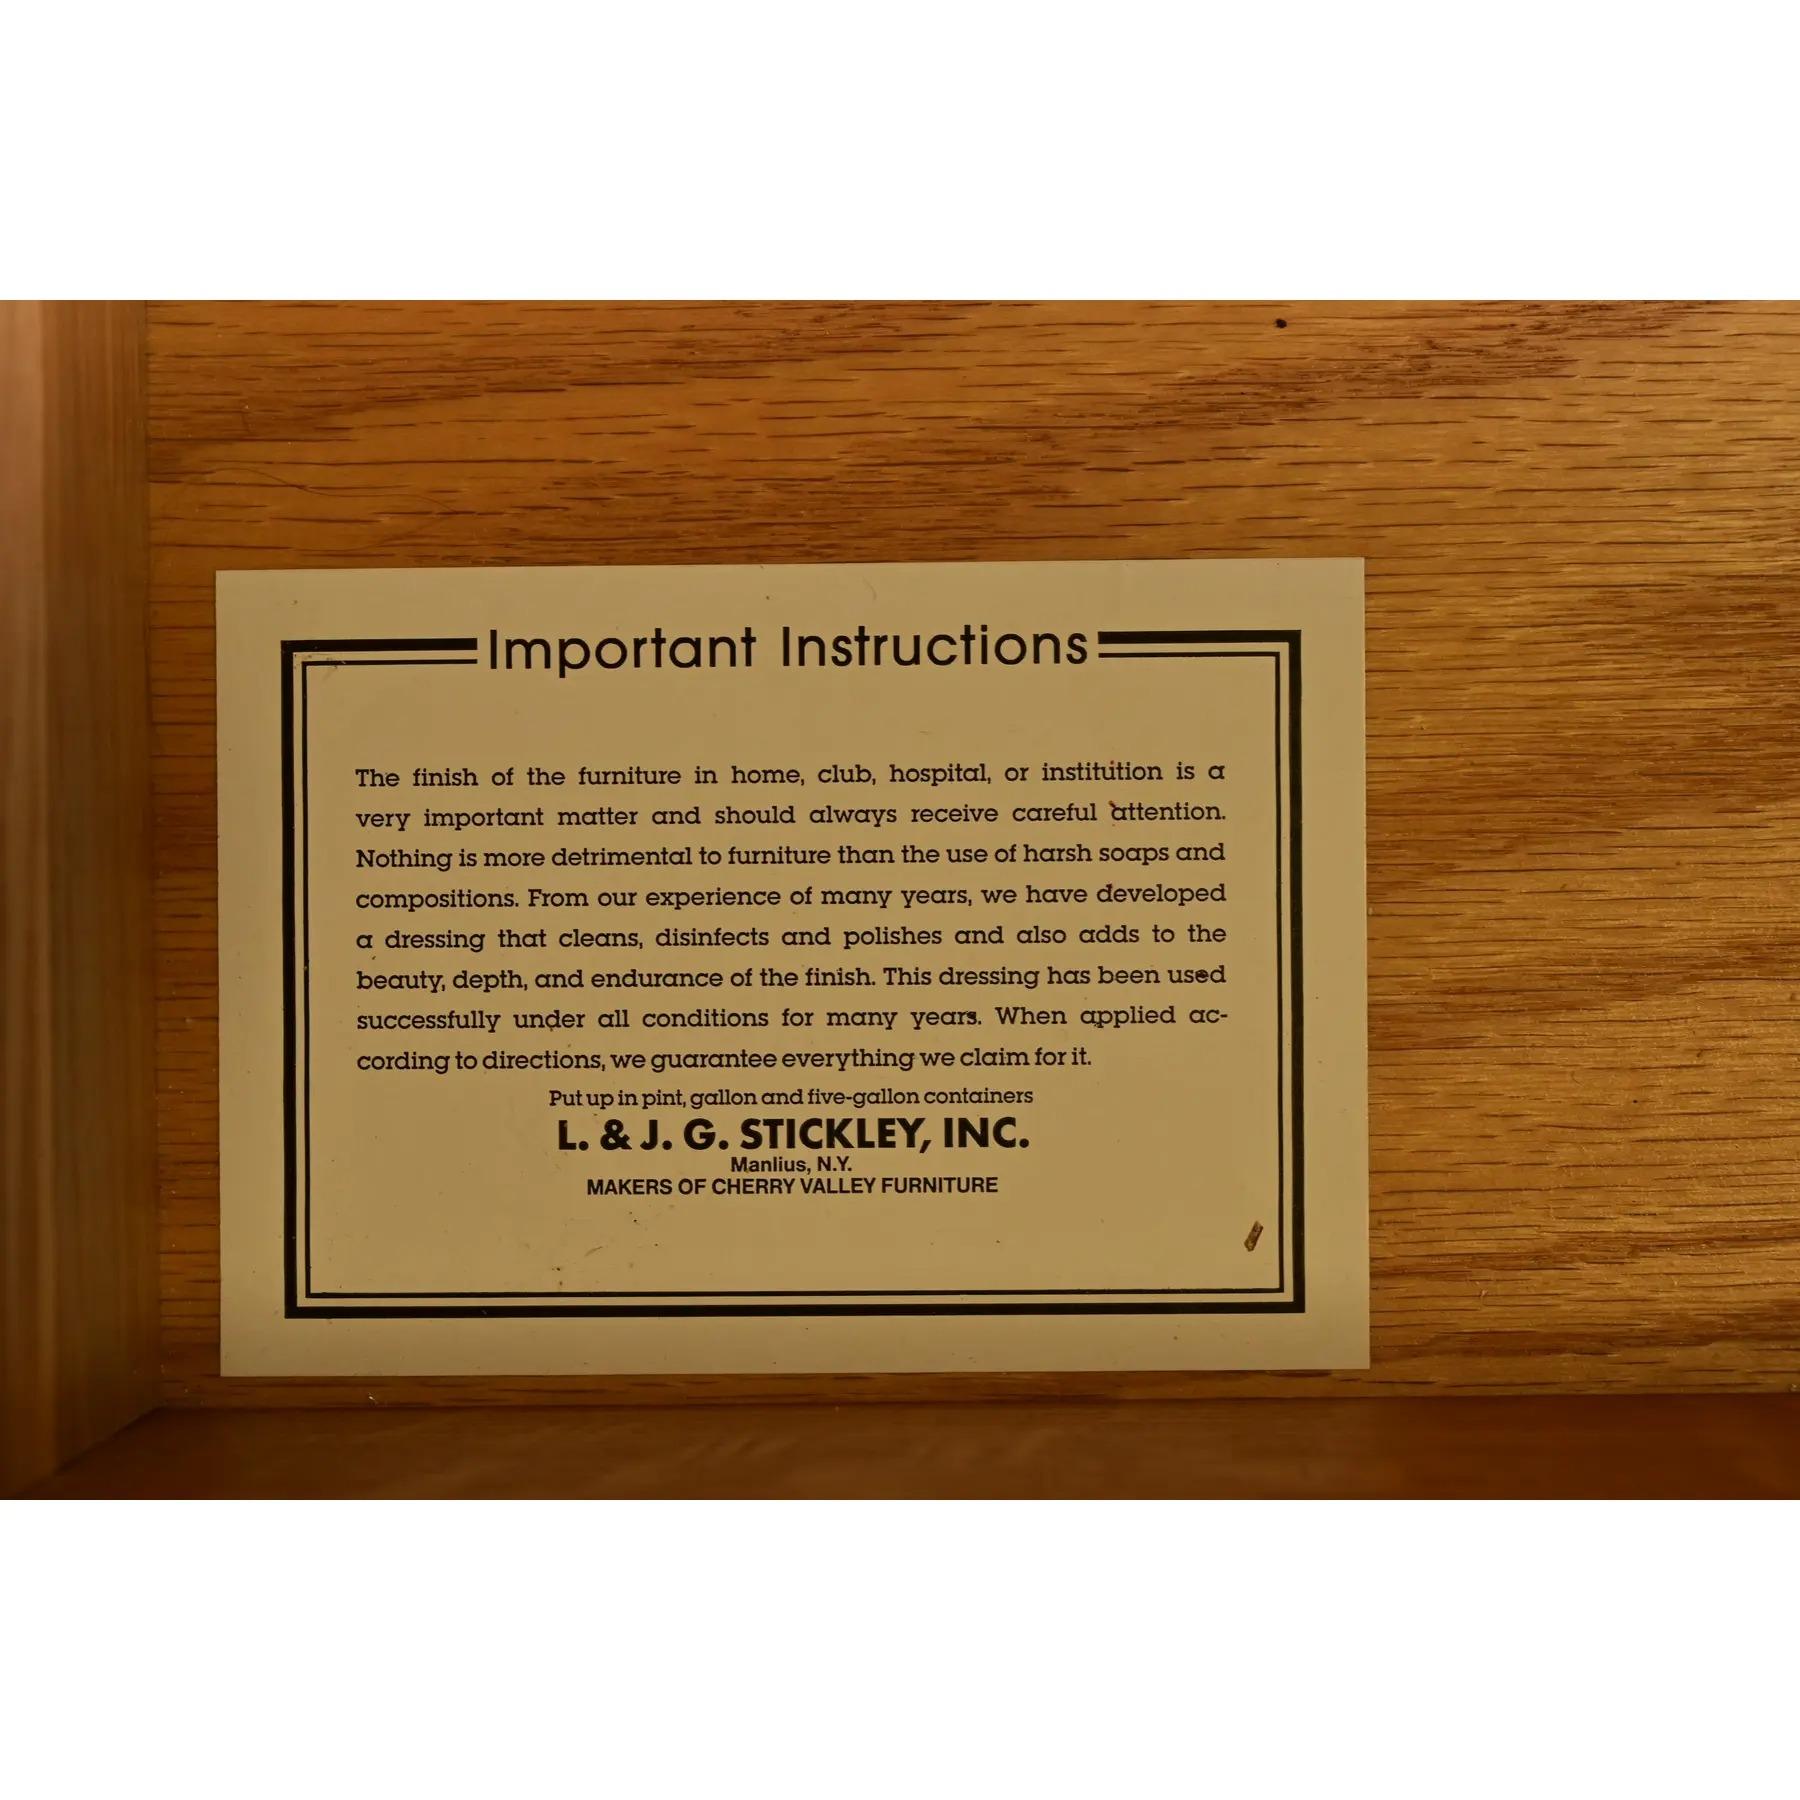 Important Instructions
The finish of the furniture in home, club, hospital, or institution is a
very important matter and should always receive careful attention.
Nothing is more detrimental to furniture than the use of harsh soaps and
compositions. From our experience of many years, we have developed
a dressing that cleans, disinfects and polishes and also adds to the
beauty, depth, and endurance of the finish. This dressing has been used
successfully under all conditions for many years. When applied ac-
cording to directions, we guarantee everything we claim for it.
Put up in pint, gallon and five-gallon containers
L. & J. G. STICKLEY, INC.
Manlius, N.Y.
MAKERS OF CHERRY VALLEY FURNITURE